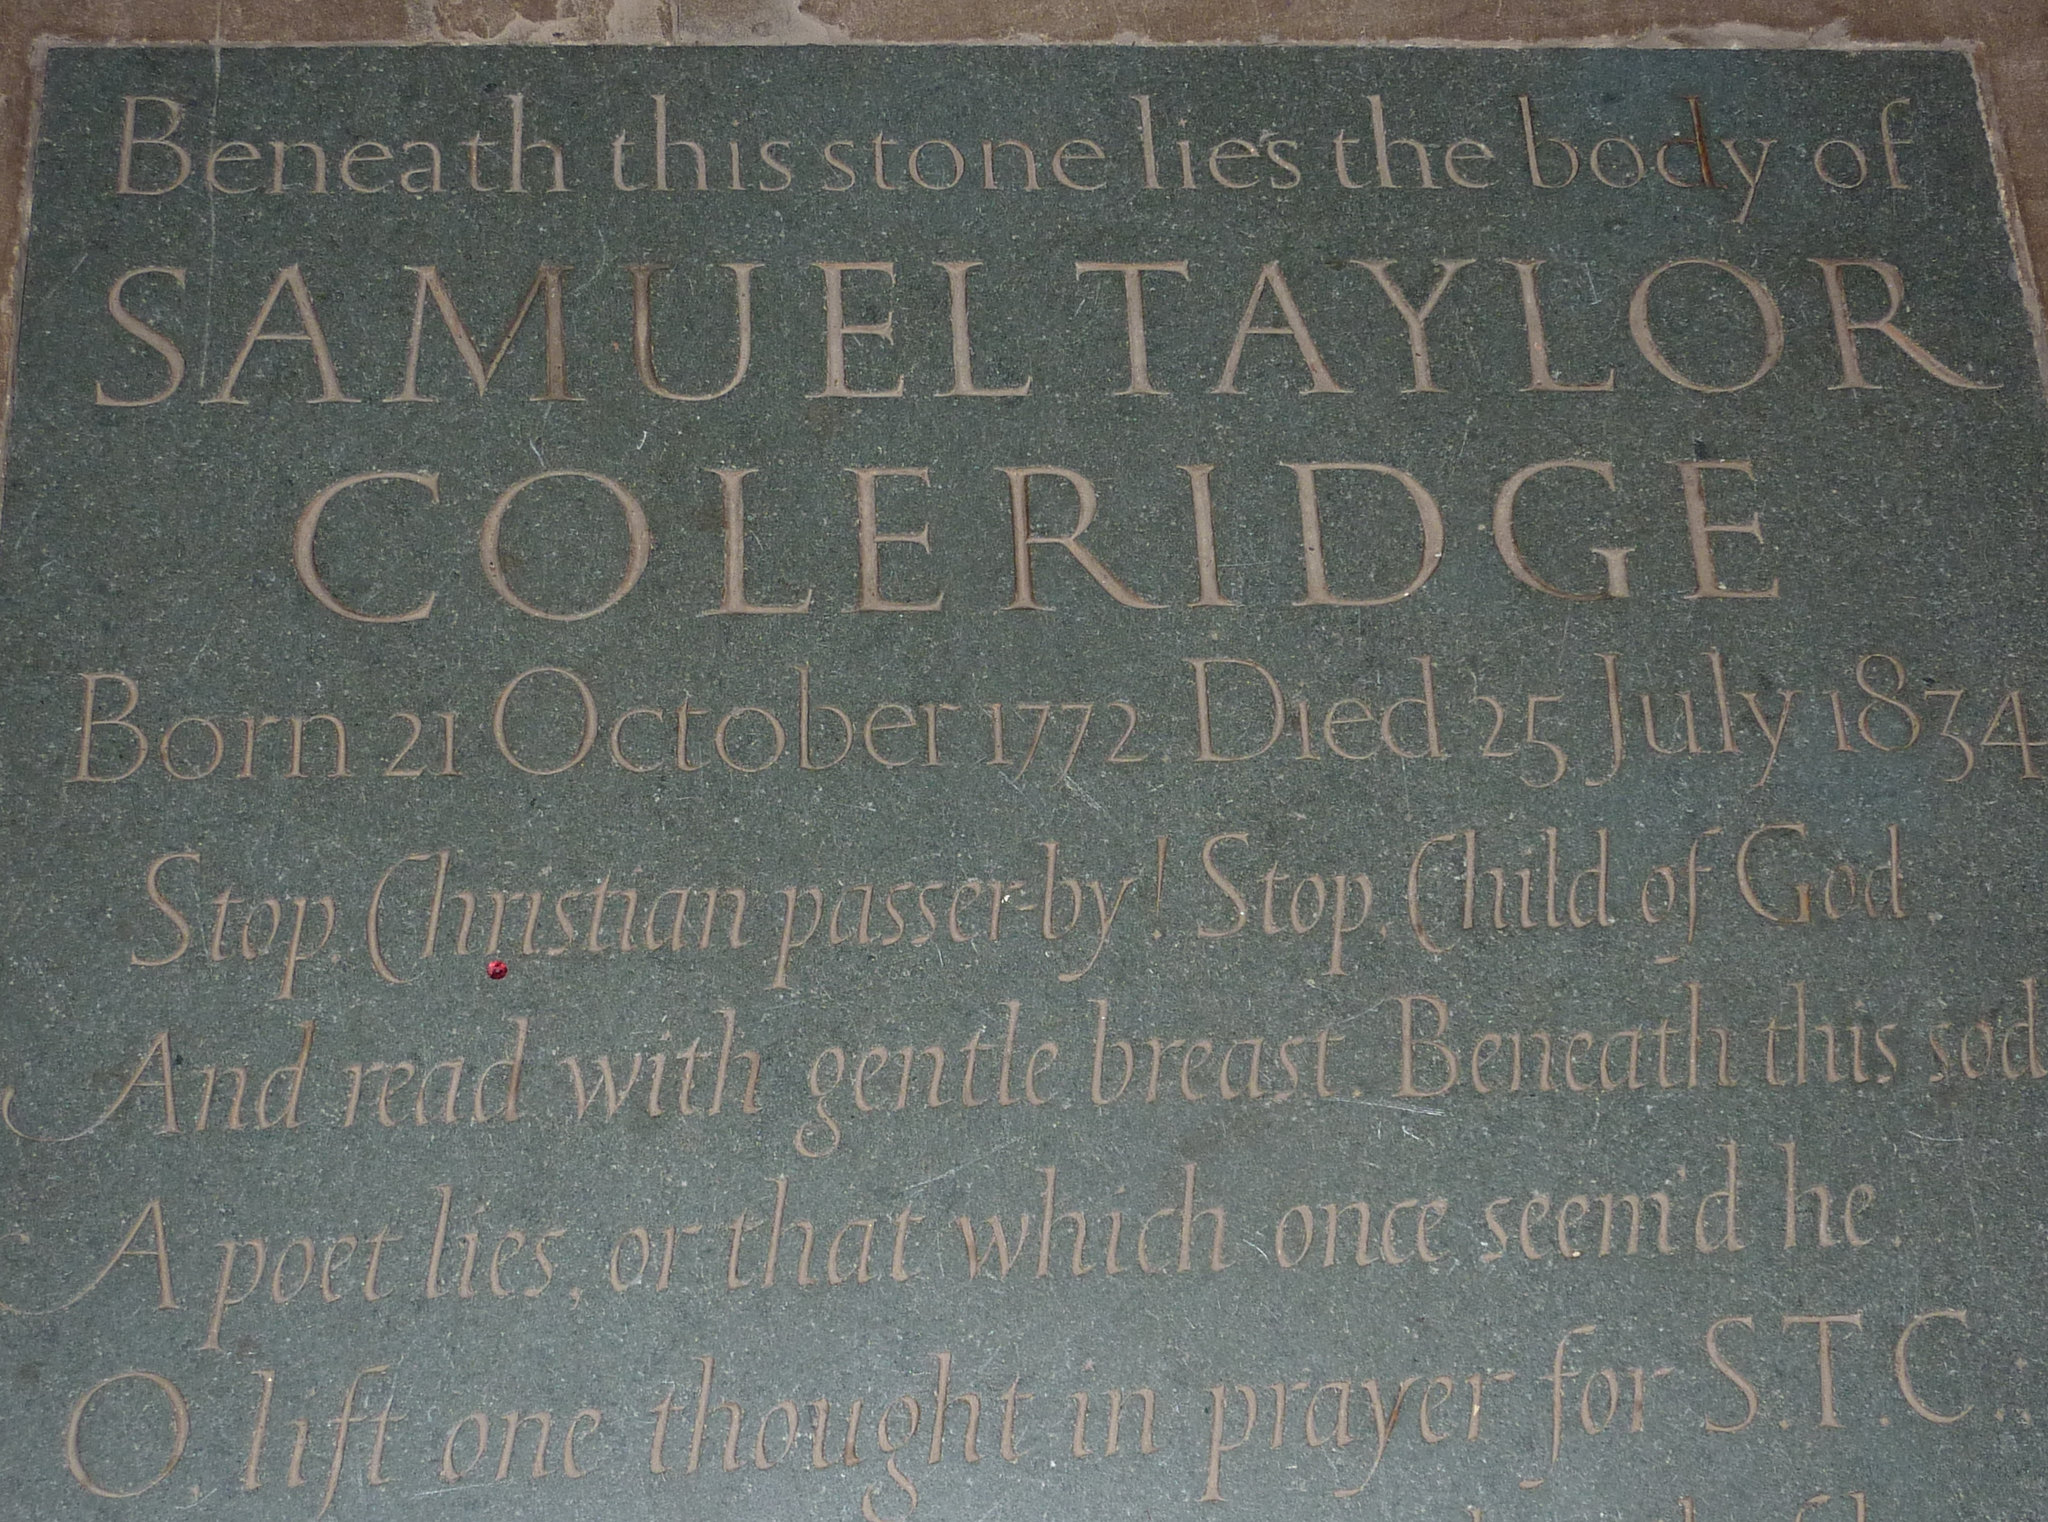 Beneath this stone lies the body of
SAMUEL TAYLOR
COLERIDGE
Born 21 October 1772 Died 25 July 1834
Stop. Christian passer-by! Stop. Child of God
And read with gentle breast. Beneath this sod
A poet lies, or that which once seem'd he.
O, lift one thought in prayer for S.T.C.